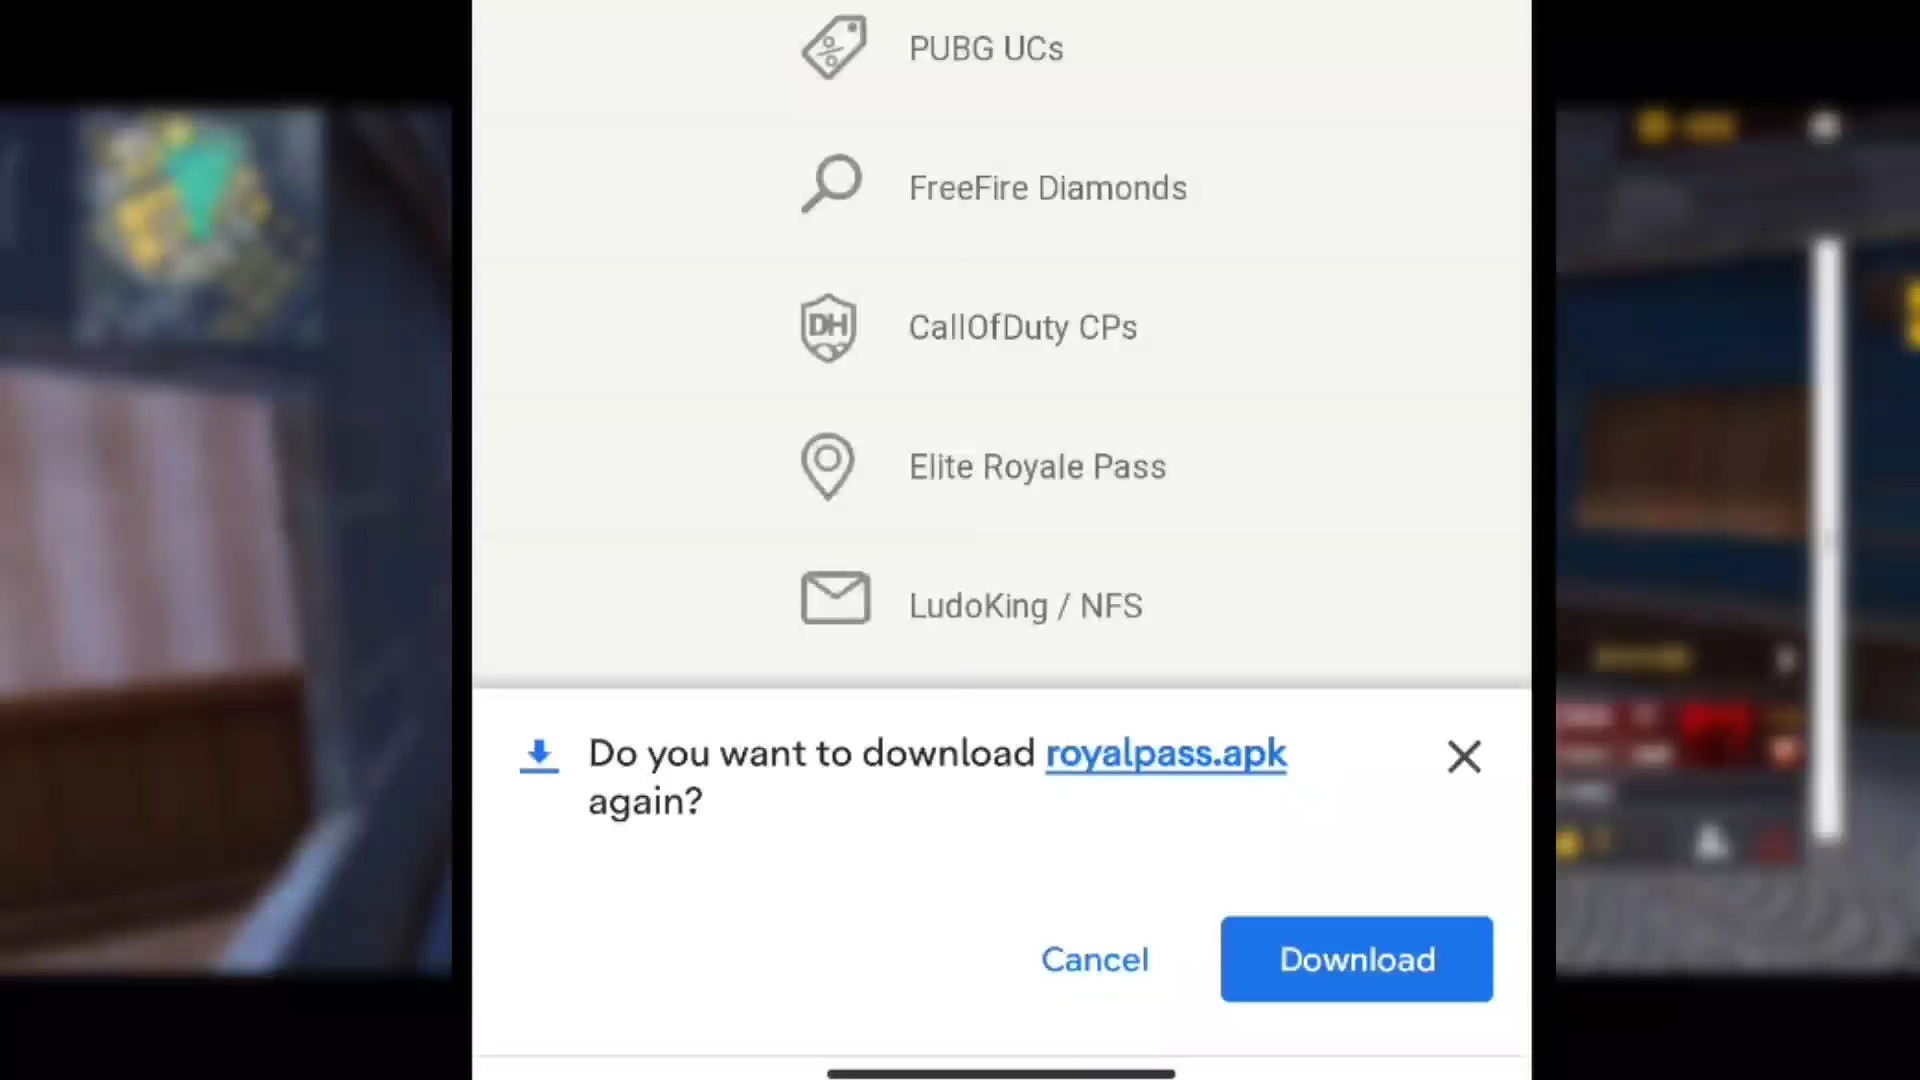 PUBG UCs
FreeFire Diamonds
DH
CallOfDuty CPs
Elite Royale Pass
LudoKing / NFS
Do you want to download royalpass.apk
again?
Cancel
Download